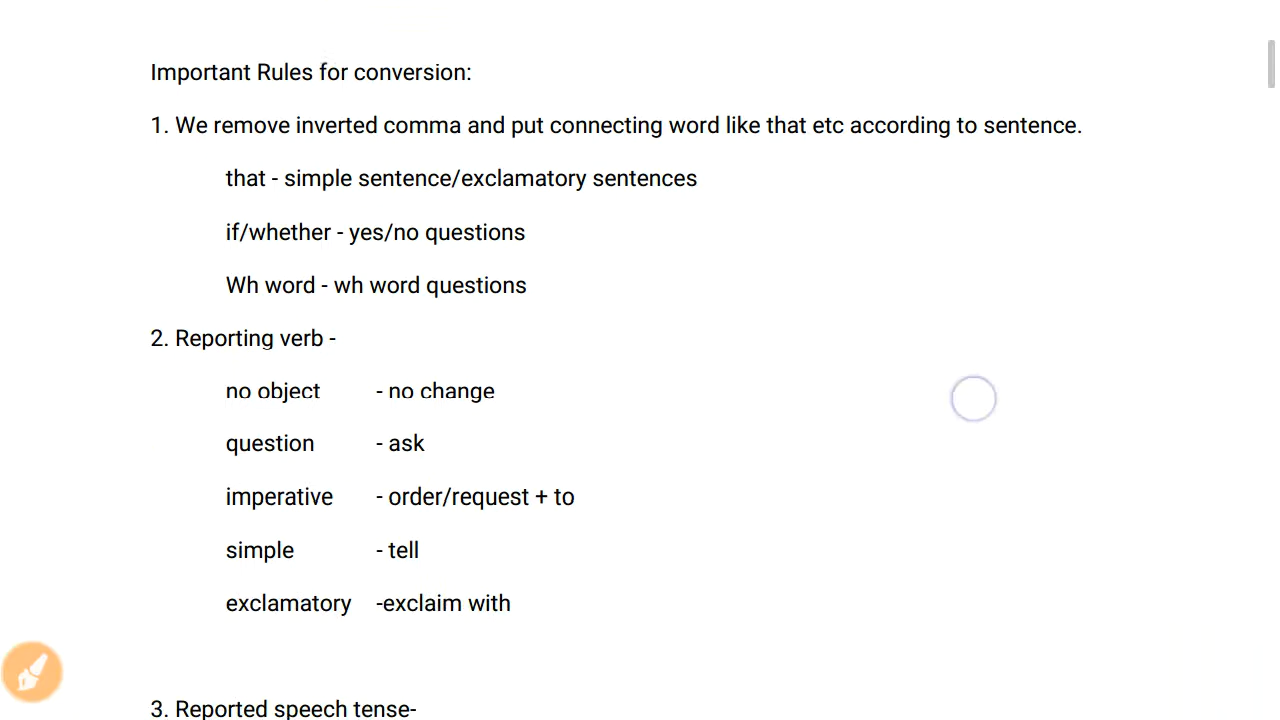 Important Rules for conversion:
1. We remove inverted comma and put connecting word like that etc according to sentence.
that - simple sentence/exclamatory sentences
if/whether - yes/no questions
Wh word - wh word questions
2. Reporting verb -
no object - no change
question - ask
imperative - order/request + to
simple - tell
exclamatory -exclaim with
3. Reported speech tense-